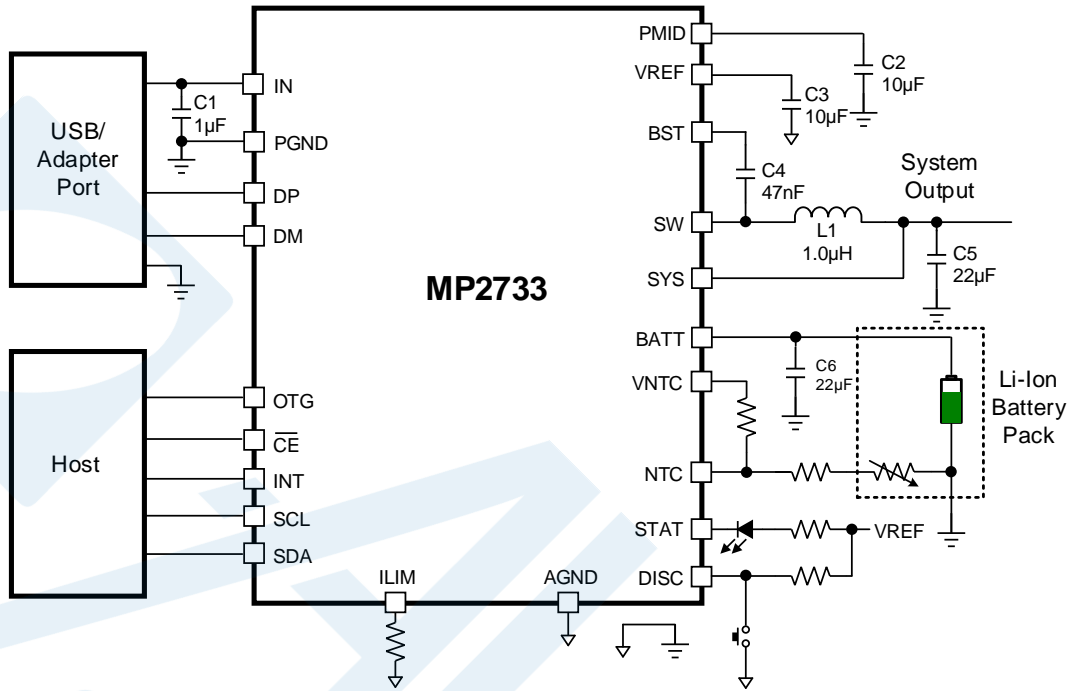 USB/
Adapter
Port
Host
MP2733
IN
PGND
DP
DM
OTG
CE
INT
SCL
SDA
ILIM
AGND
PMID
VREF
BST
SW
SYS
BATT
VNTC
NTC
STAT
DISC
C1
1µF
C2
10µF
C3
10µF
C4
47nF
L1
1.0µH
System
Output
C5
22µF
C6
22µF
Li-Ion
Battery
Pack
VREF